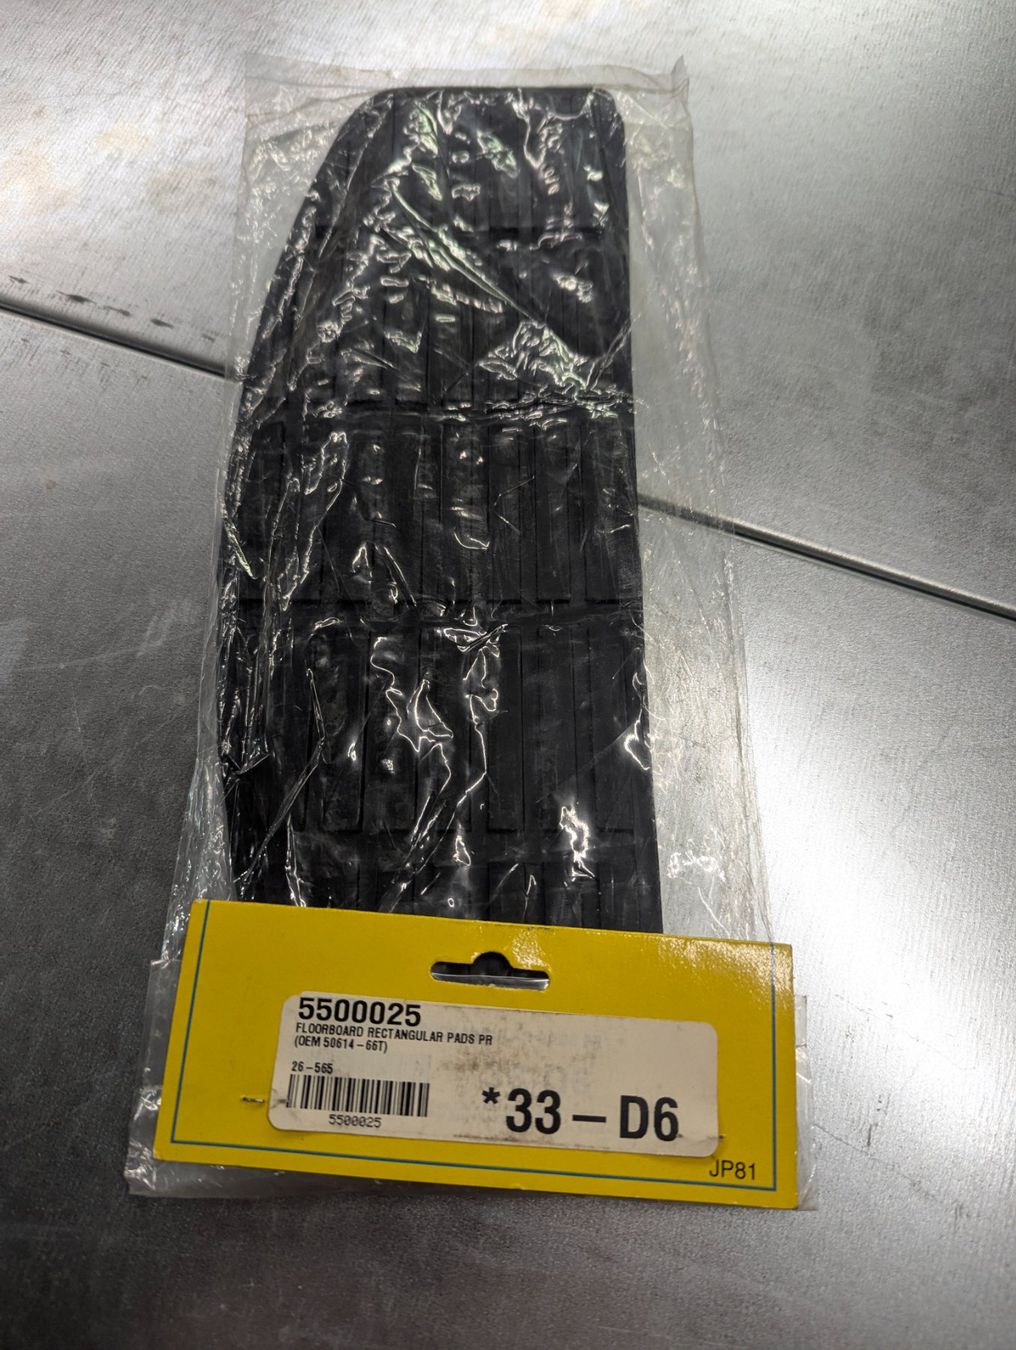 5500025
FLOORBOARD RECTANGULAR PADS PR
(OEM 50614-66T)
26-565
5500025
*33-D6
JP81